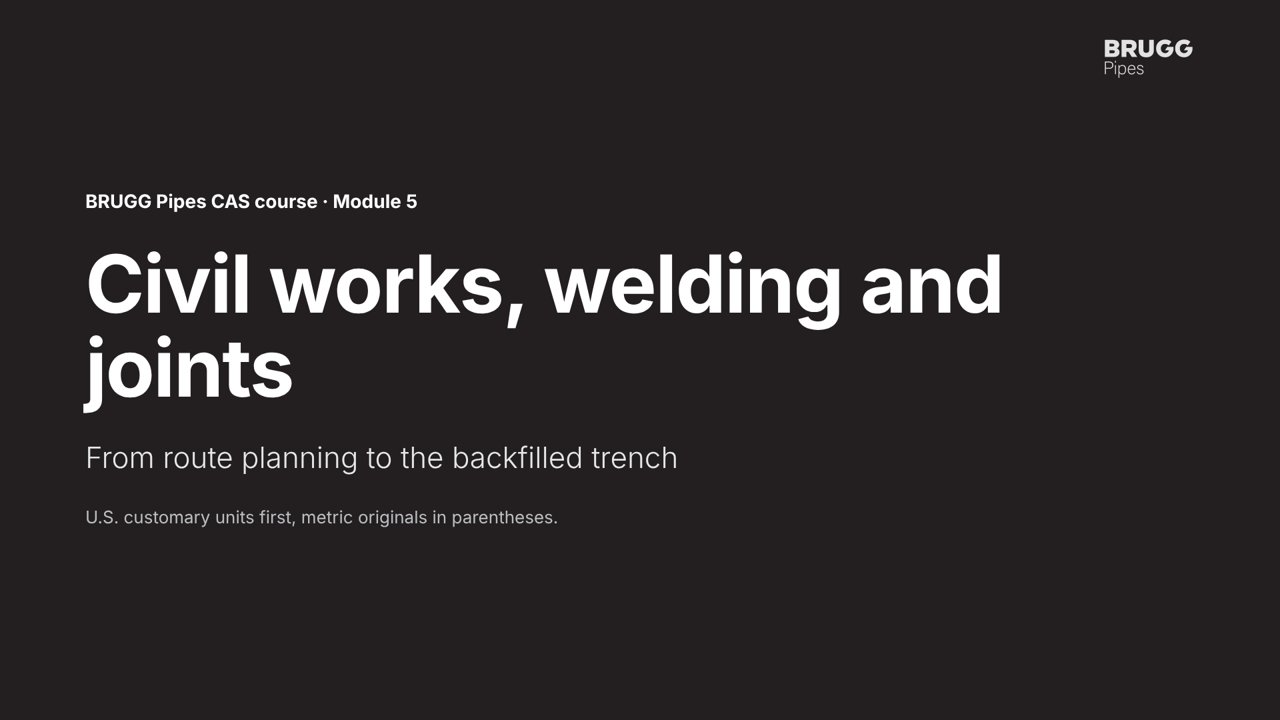 BRUGG
Pipes
BRUGG Pipes CAS course · Module 5
Civil works, welding and
joints
From route planning to the backfilled trench
U.S. customary units first, metric originals in parentheses.